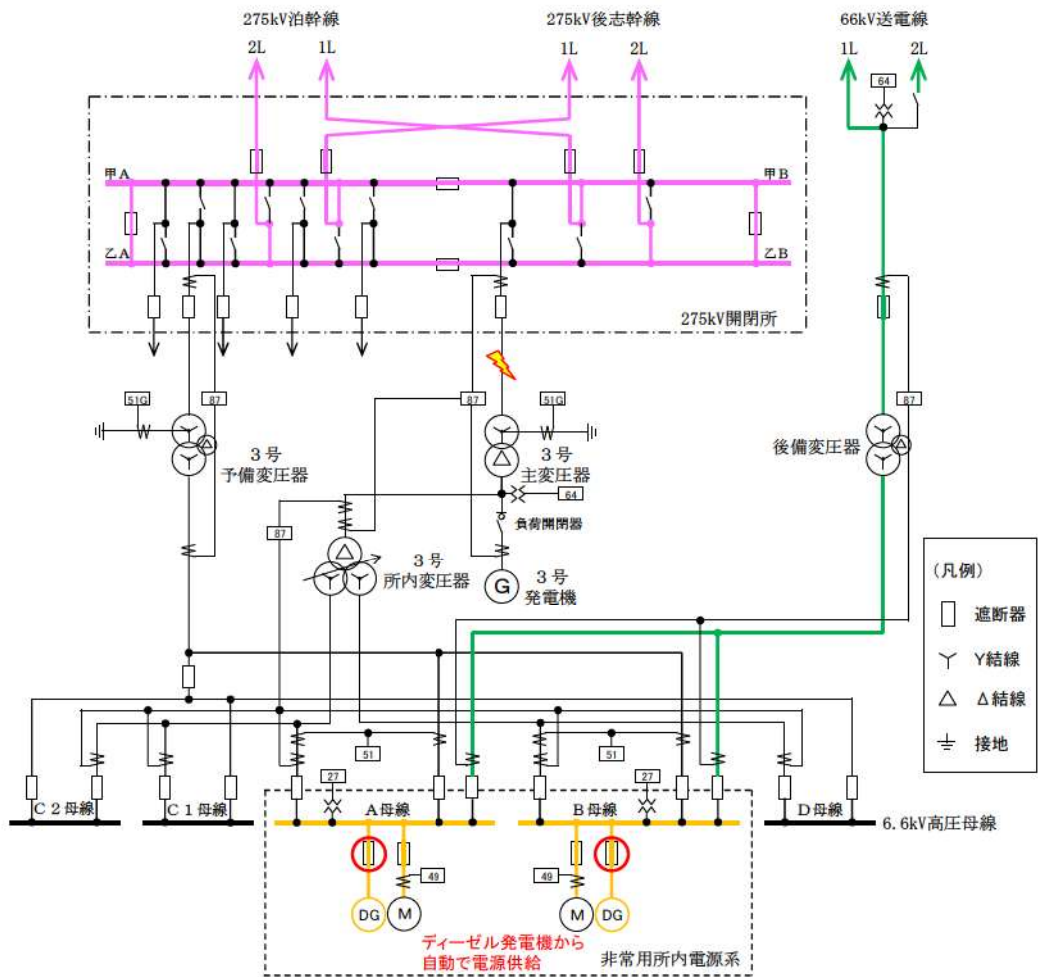 275kV泊幹線
275kV後志幹線
66kV送電線
2L
1L
1L
2L
1L
2L
64
甲A
甲B
乙A
乙B
275kV開閉所
51G
87
87
51G
87
3号
予備変圧器
3号
主変圧器
後備変圧器
64
負荷開閉器
87
3号
所内変圧器
G
3号
発電機
(凡例)
遮断器
Y結線
Δ結線
接地
51
51
27
27
C2母線
C1母線
A母線
B母線
D母線
6.6kV高圧母線
49
49
DG
M
M
DG
ディーゼル発電機から
自動で電源供給
非常用所内電源系